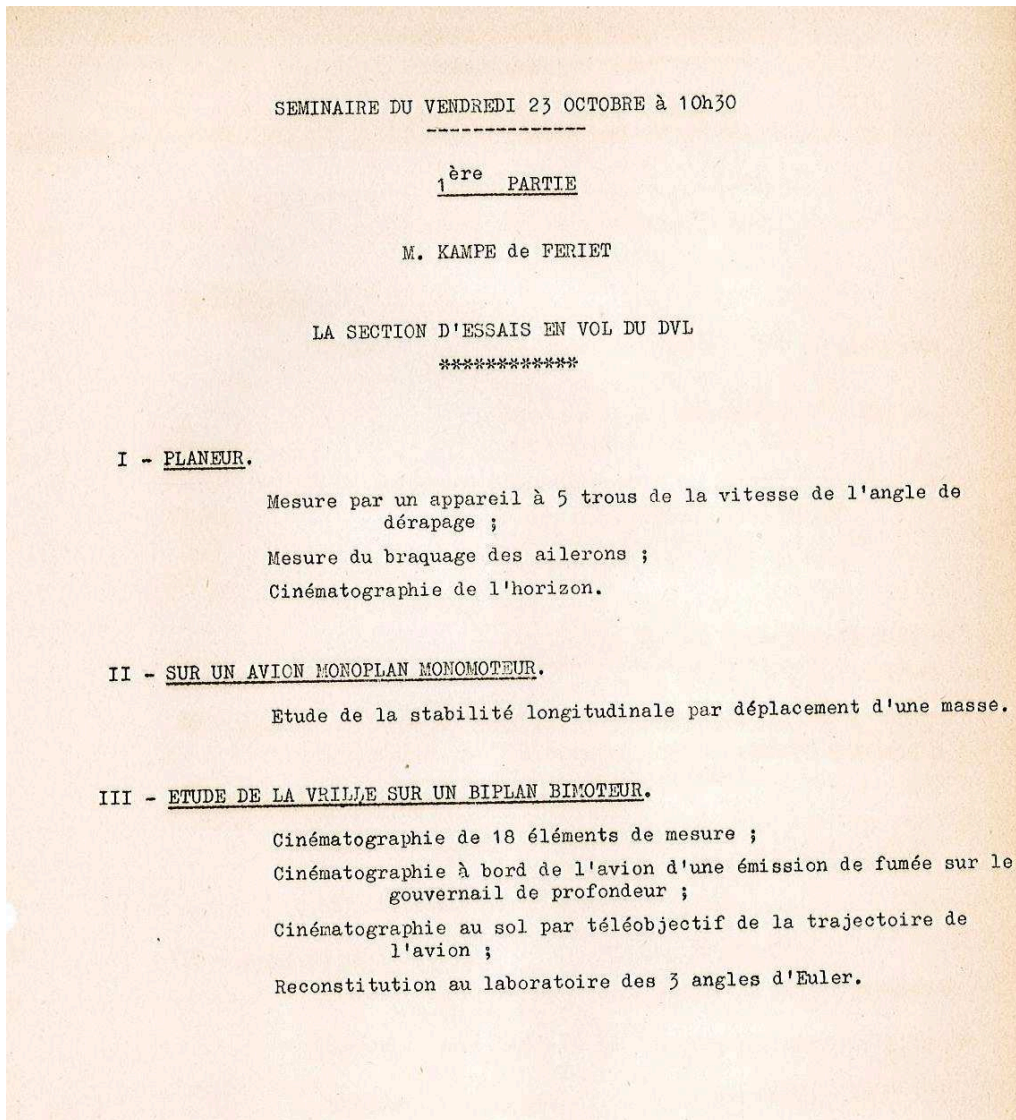 SEMINAIRE DU VENDREDI 23 OCTOBRE à 10h30
--------------
1ère PARTIE
M. KAMPE de FERIET
LA SECTION D'ESSAIS EN VOL DU DVL
************
I - PLANEUR.
Mesure par un appareil à 5 trous de la vitesse de l'angle de
dérapage ;
Mesure du braquage des ailerons ;
Cinématographie de l'horizon.
II - SUR UN AVION MONOPLAN MONOMOTEUR.
Etude de la stabilité longitudinale par déplacement d'une masse.
III - ETUDE DE LA VRILLE SUR UN BIPLAN BIMOTEUR.
Cinématographie de 18 éléments de mesure ;
Cinématographie à bord de l'avion d'une émission de fumée sur le
gouvernail de profondeur ;
Cinématographie au sol par téléobjectif de la trajectoire de
l'avion ;
Reconstitution au laboratoire des 3 angles d'Euler.